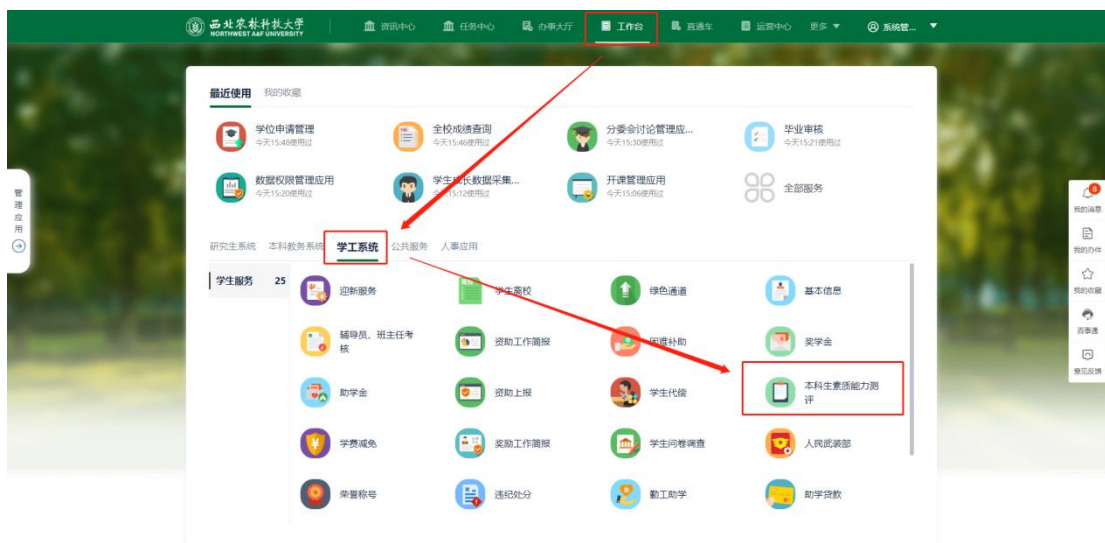 西北农林科技大学
NORTHWEST A&F UNIVERSITY
资讯中心 任务中心 办事大厅 工作台 直通车 运营中心 更多 系统管...
最近使用 我的收藏
学位申请管理 全校成绩查询 分委会讨论管理应... 毕业审核
今天15:48使用过 今天15:46使用过 今天15:30使用过 今天15:21使用过
数据权限管理应用 学生成长数据采集... 开课管理应用 全部服务
今天15:20使用过 今天15:12使用过 今天15:06使用过
管理应用
研究生系统 本科教务系统 学工系统 公共服务 人事应用
学生服务 25
迎新服务 学生离校 绿色通道 基本信息
辅导员、班主任考核 资助工作简报 困难补助 奖学金
助学金 资助上报 学生代偿 本科生素质能力测评
学费减免 奖励工作简报 学生问卷调查 人民武装部
荣誉称号 违纪处分 勤工助学 助学贷款
8
我的消息
我的办件
我的收藏
百事通
意见反馈